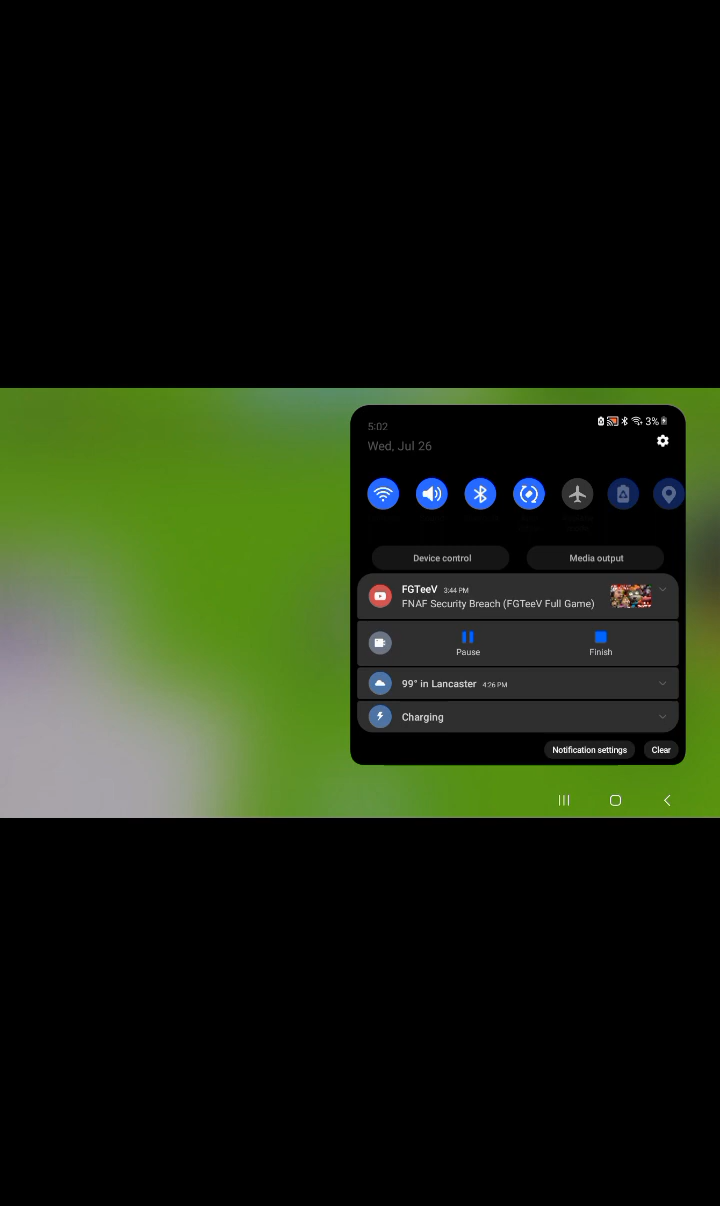 5:02
3%
Wed, Jul 26
Device control
Media output
FGTeeV 3:44 PM
FNAF Security Breach (FGTeeV Full Game)
Pause
Finish
99° in Lancaster 4:26 PM
Charging
Notification settings
Clear